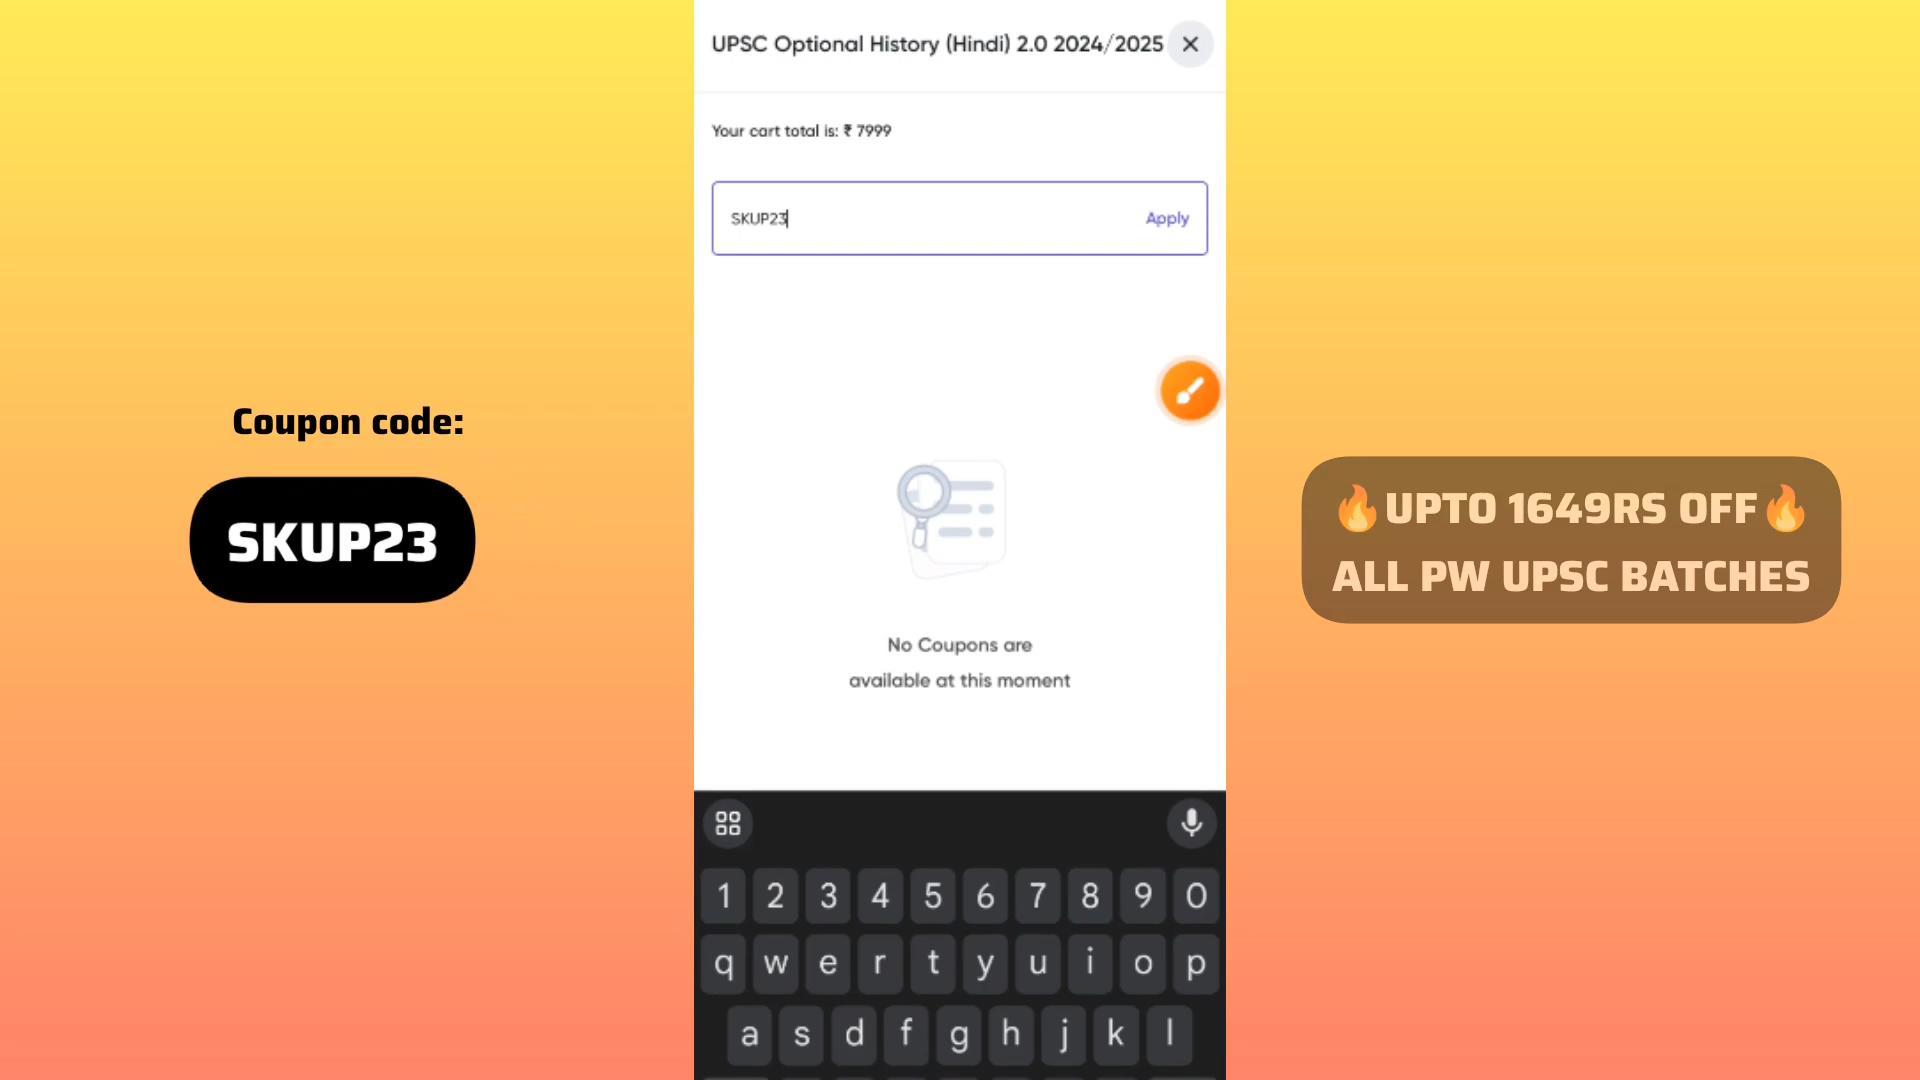 UPSC Optional History (Hindi) 2.0 2024/2025
Your cart total is: ₹ 7999
SKUP23
Apply
Coupon code:
SKUP23
🔥UPTO 1649RS OFF🔥
ALL PW UPSC BATCHES
No Coupons are
available at this moment
1 2 3 4 5 6 7 8 9 0
q w e r t y u i o p
a s d f g h j k l